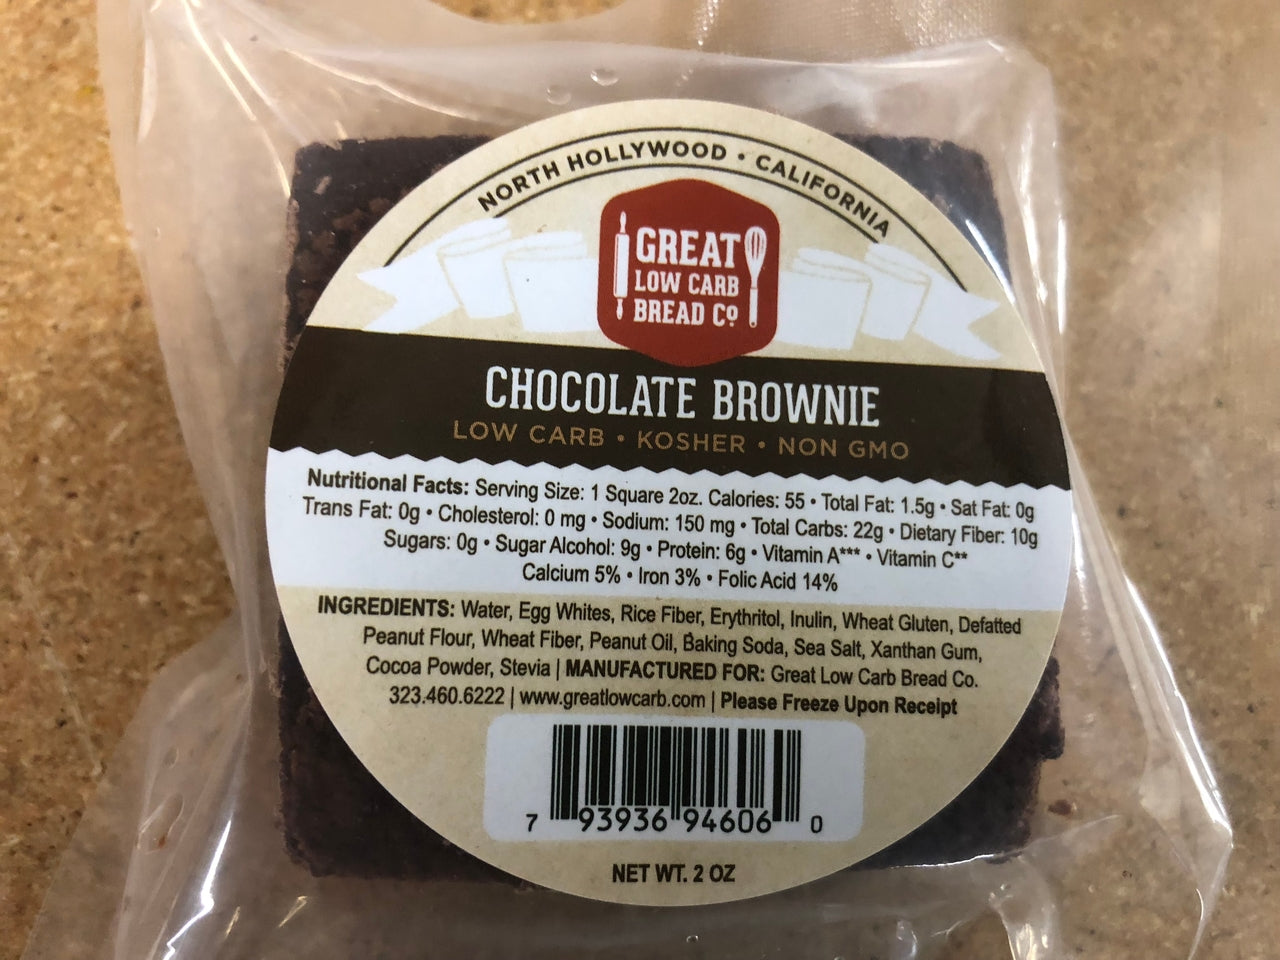 NORTH HOLLYWOOD • CALIFORNIA
GREAT
LOW CARB
BREAD Co
CHOCOLATE BROWNIE
LOW CARB • KOSHER • NON GMO
Nutritional Facts: Serving Size: 1 Square 2oz. Calories: 55 • Total Fat: 1.5g • Sat Fat: 0g
Trans Fat: 0g • Cholesterol: 0 mg • Sodium: 150 mg • Total Carbs: 22g • Dietary Fiber: 10g
Sugars: 0g • Sugar Alcohol: 9g • Protein: 6g • Vitamin A*** • Vitamin C**
Calcium 5% • Iron 3% • Folic Acid 14%
INGREDIENTS: Water, Egg Whites, Rice Fiber, Erythritol, Inulin, Wheat Gluten, Defatted
Peanut Flour, Wheat Fiber, Peanut Oil, Baking Soda, Sea Salt, Xanthan Gum,
Cocoa Powder, Stevia | MANUFACTURED FOR: Great Low Carb Bread Co.
323.460.6222 | www.greatlowcarb.com | Please Freeze Upon Receipt
7 93936 94606 0
NET WT. 2 OZ